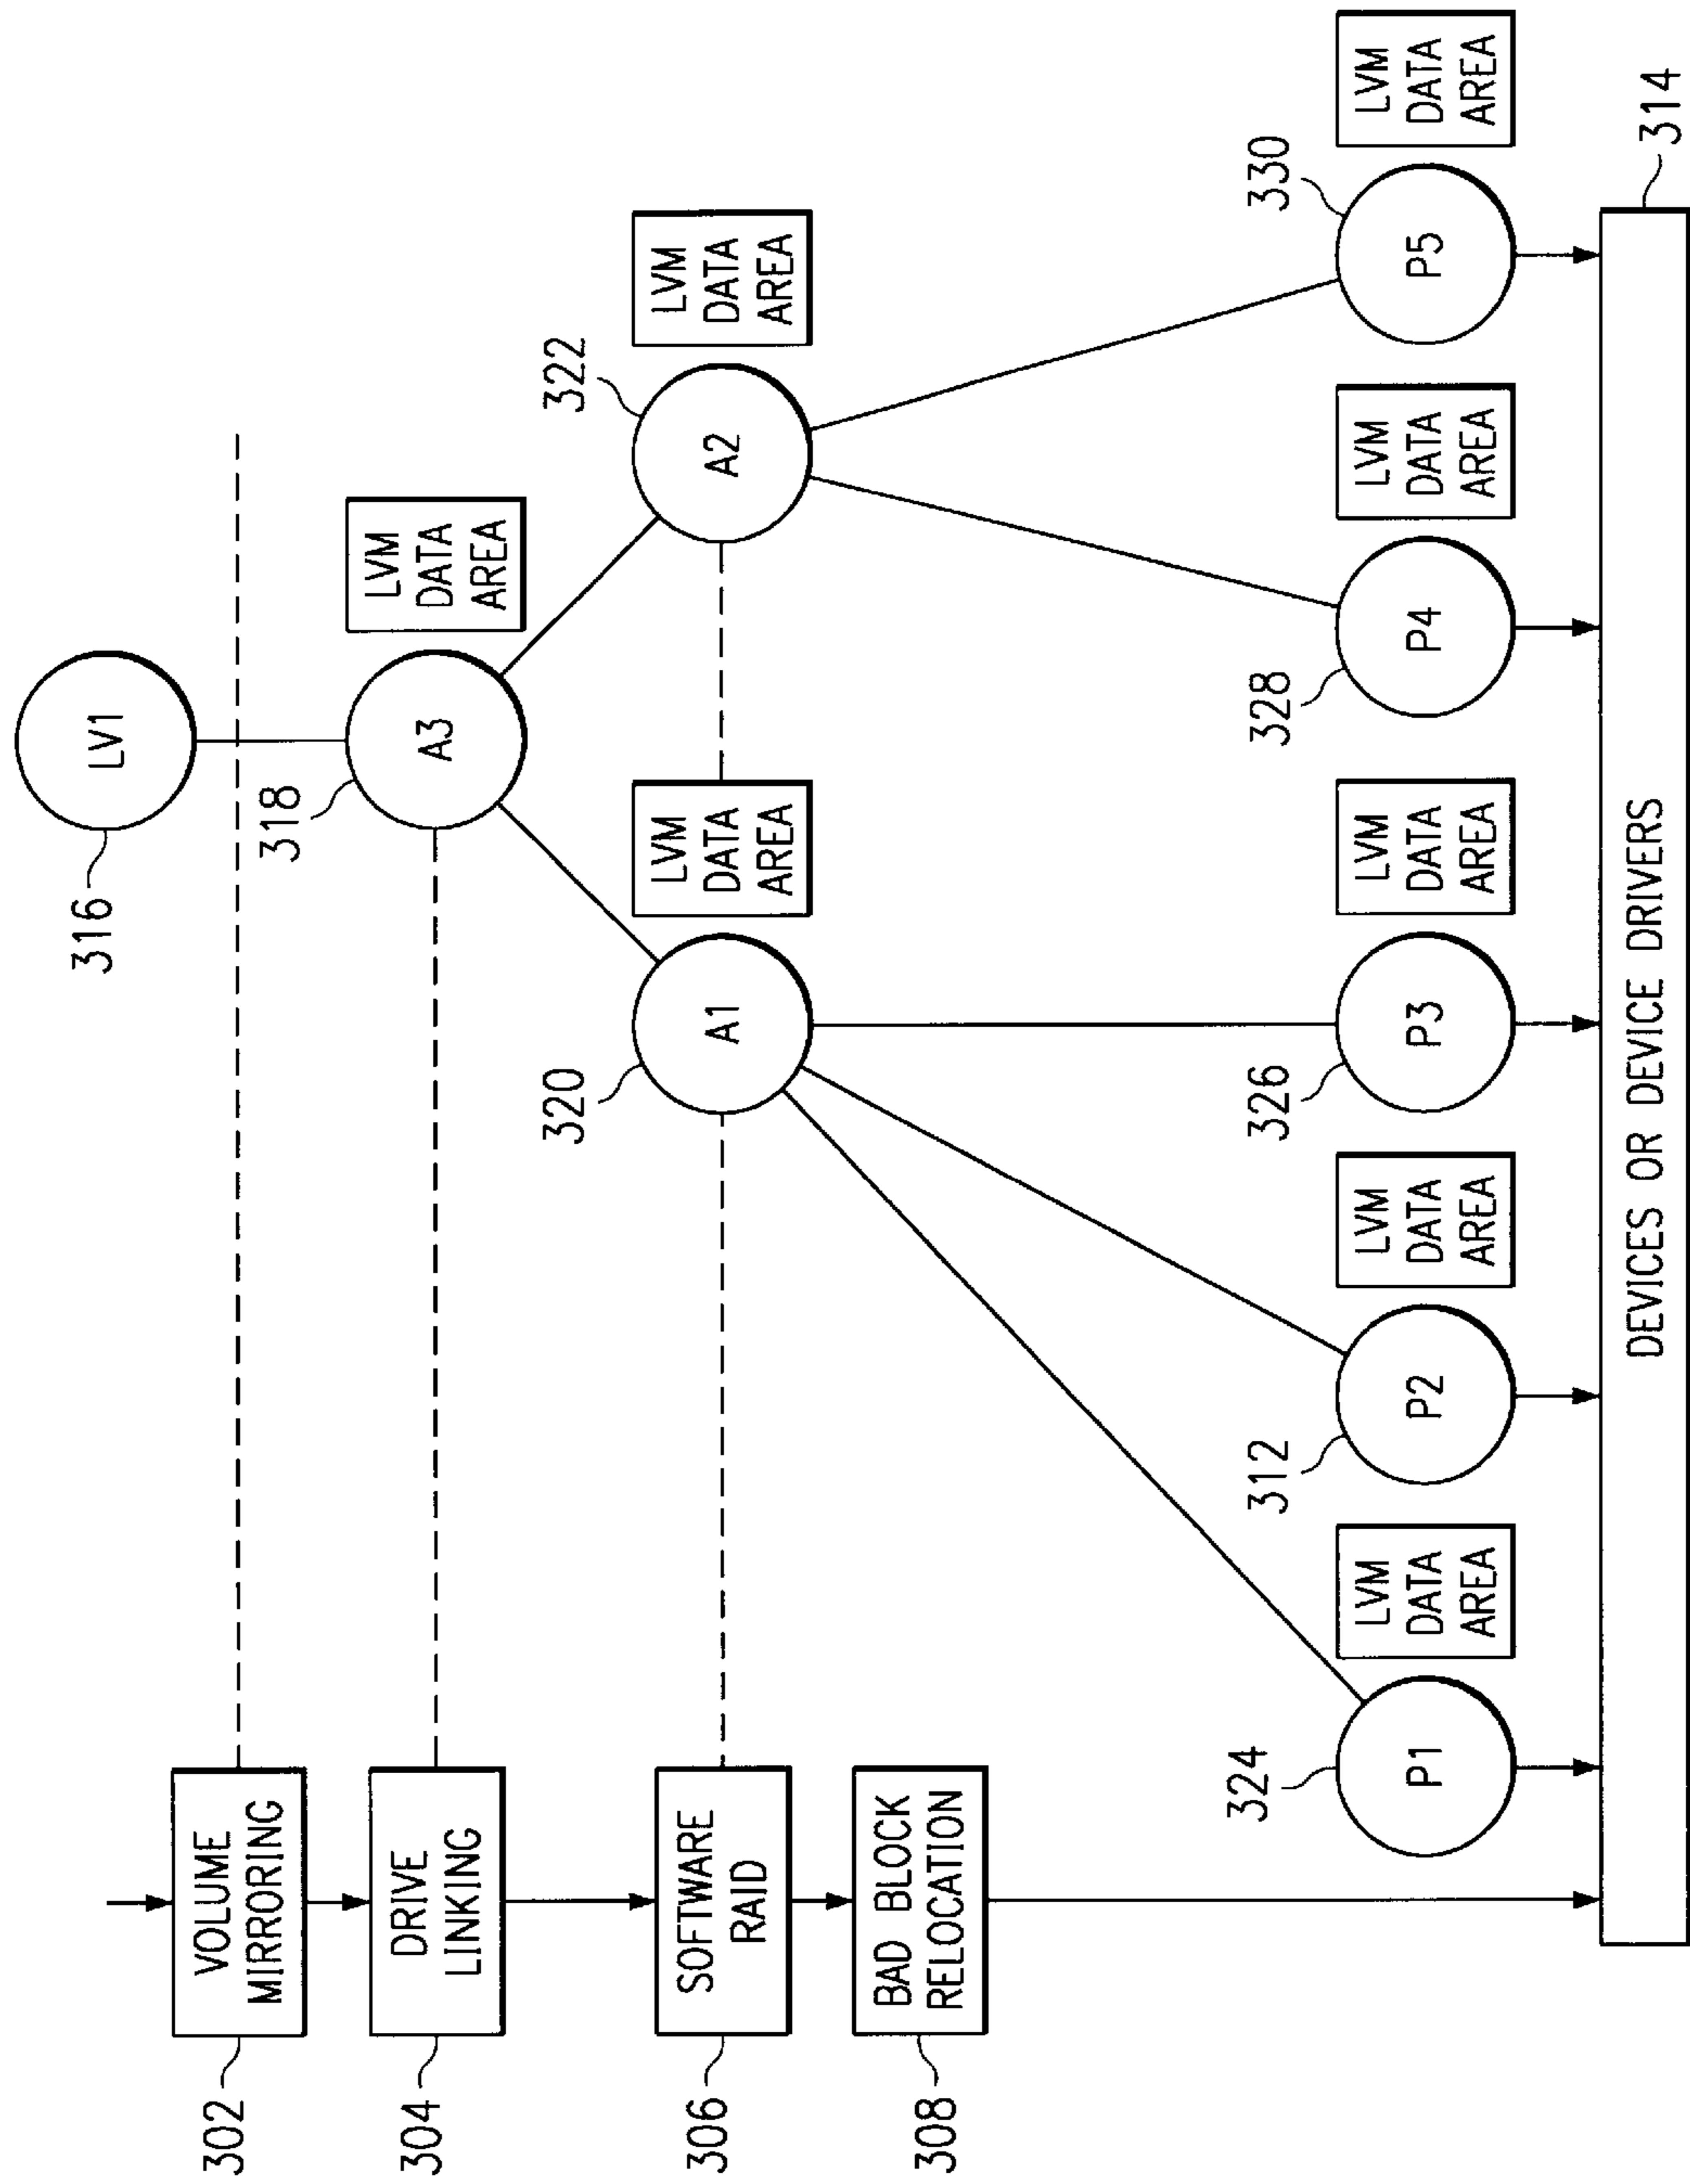 302
VOLUME
MIRRORING
304
DRIVE
LINKING
306
SOFTWARE
RAID
308
BAD BLOCK
RELOCATION
316
LV1
318
A3
LVM
DATA
AREA
320
A1
LVM
DATA
AREA
322
A2
LVM
DATA
AREA
324
P1
LVM
DATA
AREA
312
P2
LVM
DATA
AREA
326
P3
LVM
DATA
AREA
328
P4
LVM
DATA
AREA
330
P5
LVM
DATA
AREA
DEVICES OR DEVICE DRIVERS
314